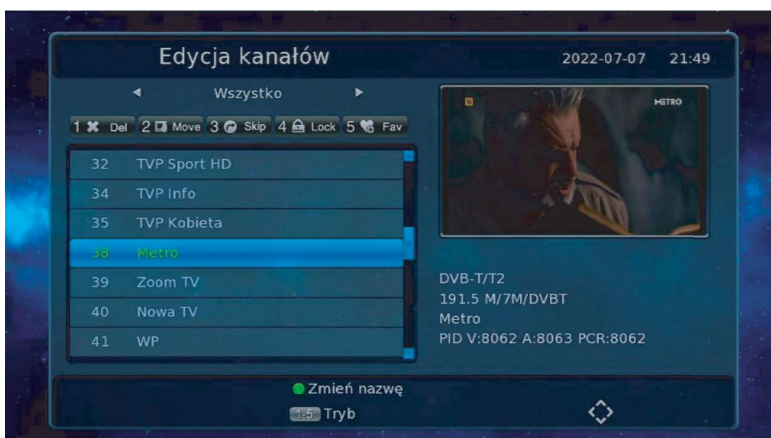 Edycja kanałów
2022-07-07 21:49
Wszystko
1 Del 2 Move 3 Skip 4 Lock 5 Fav
32 TVP Sport HD
34 TVP Info
35 TVP Kobieta
38 Metro
39 Zoom TV
40 Nowa TV
41 WP
METRO
DVB-T/T2
191.5 M/7M/DVBT
Metro
PID V:8062 A:8063 PCR:8062
Zmień nazwę
1-5 Tryb